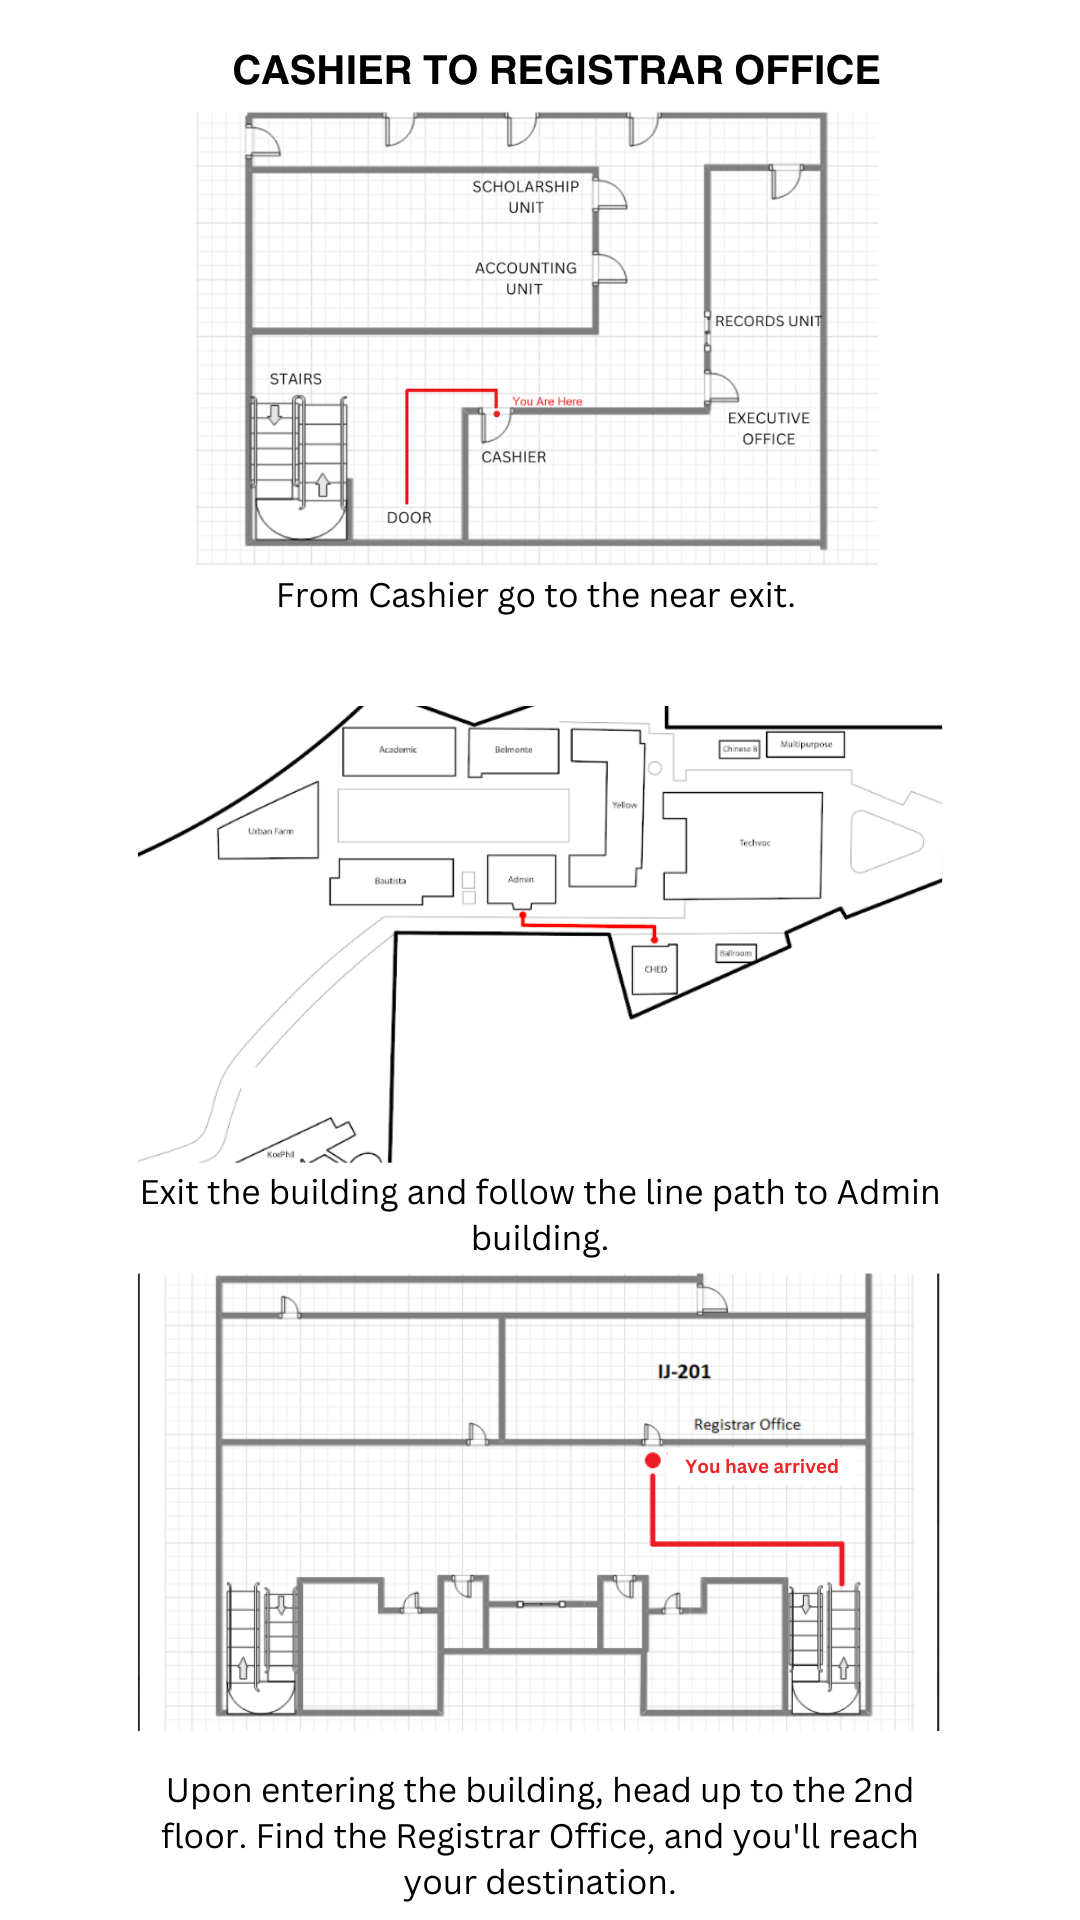 CASHIER TO REGISTRAR OFFICE
SCHOLARSHIP
UNIT
ACCOUNTING
UNIT
RECORDS UNIT
STAIRS
You Are Here
EXECUTIVE
OFFICE
CASHIER
DOOR
From Cashier go to the near exit.
Academic
Belmonte
Chinese B
Multipurpose
Yellow
Urban Farm
Techvoc
Bautista
Admin
CHED
Ballroom
KorPhil
Exit the building and follow the line path to Admin
building.
IJ-201
Registrar Office
You have arrived
Upon entering the building, head up to the 2nd
floor. Find the Registrar Office, and you'll reach
your destination.